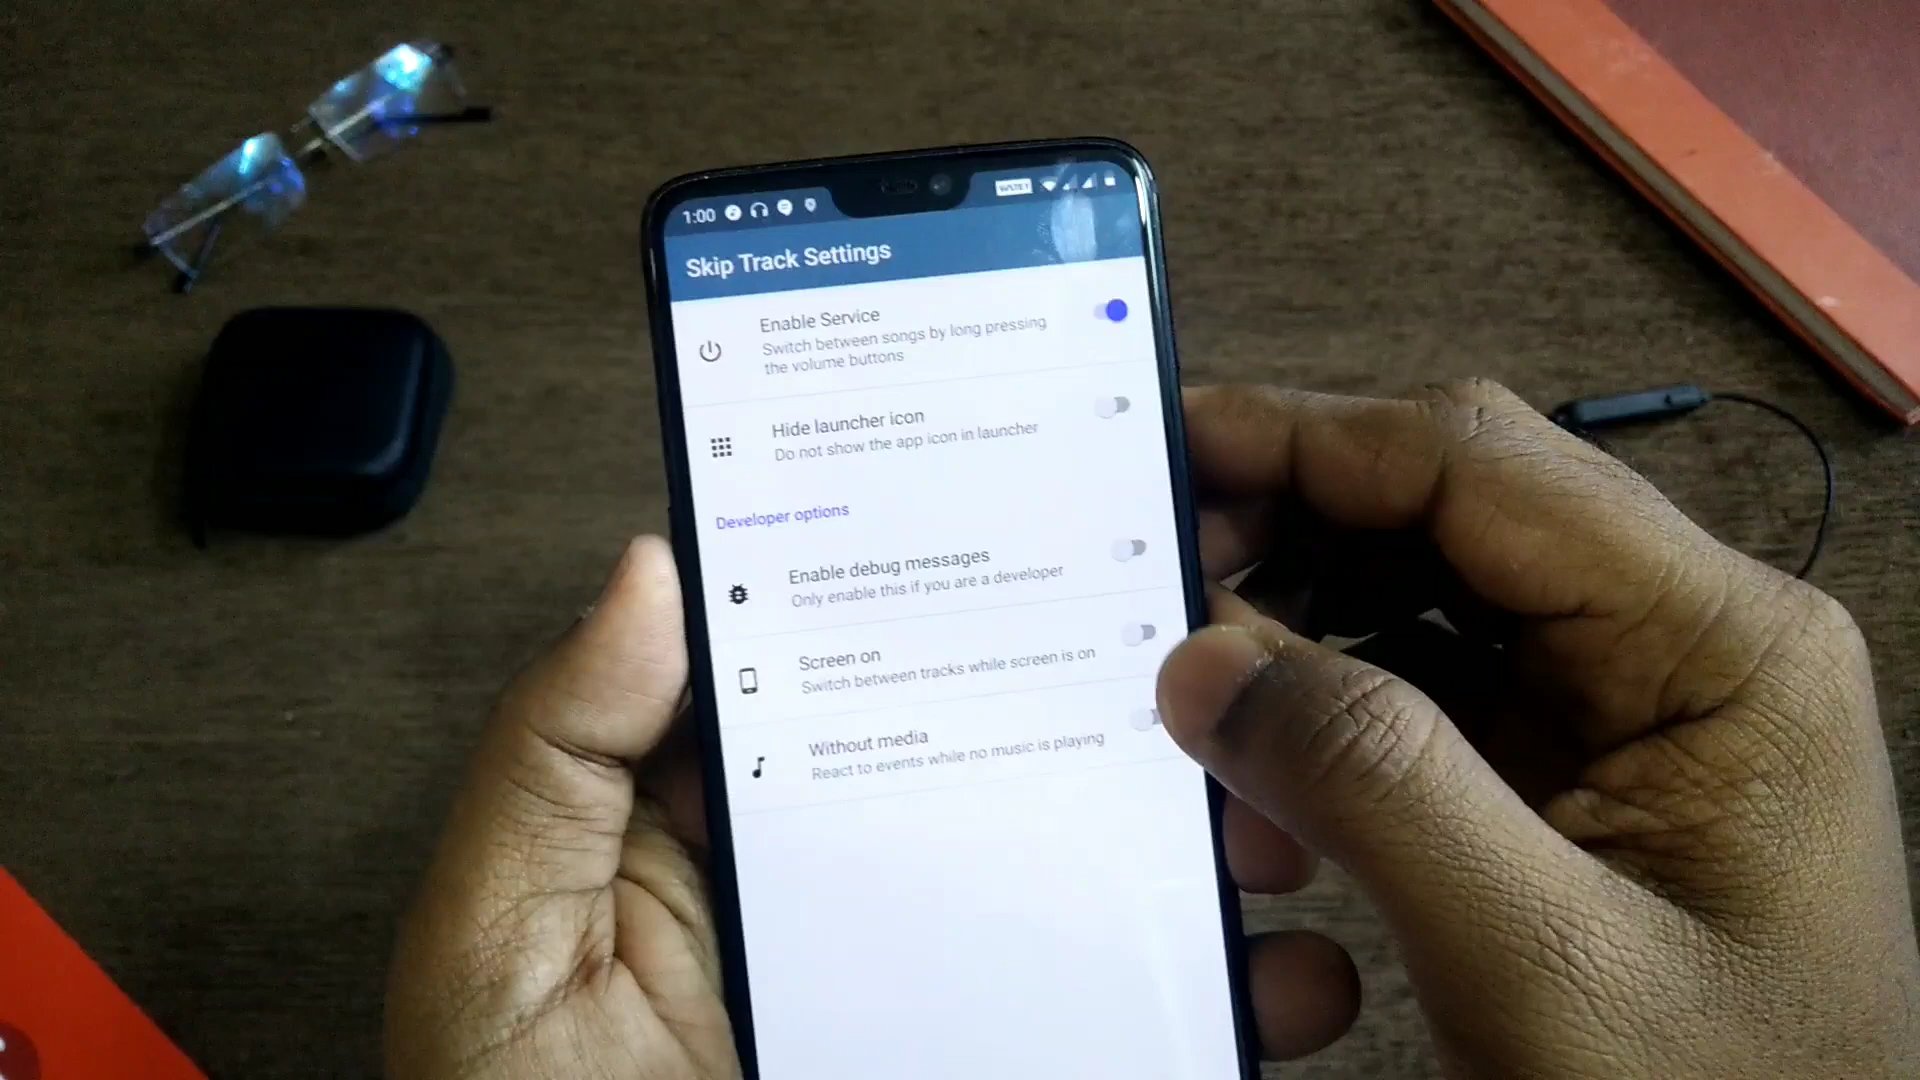 1:00
Skip Track Settings
Enable Service
Switch between songs by long pressing
the volume buttons
Hide launcher icon
Do not show the app icon in launcher
Developer options
Enable debug messages
Only enable this if you are a developer
Screen on
Switch between tracks while screen is on
Without media
React to events while no music is playing